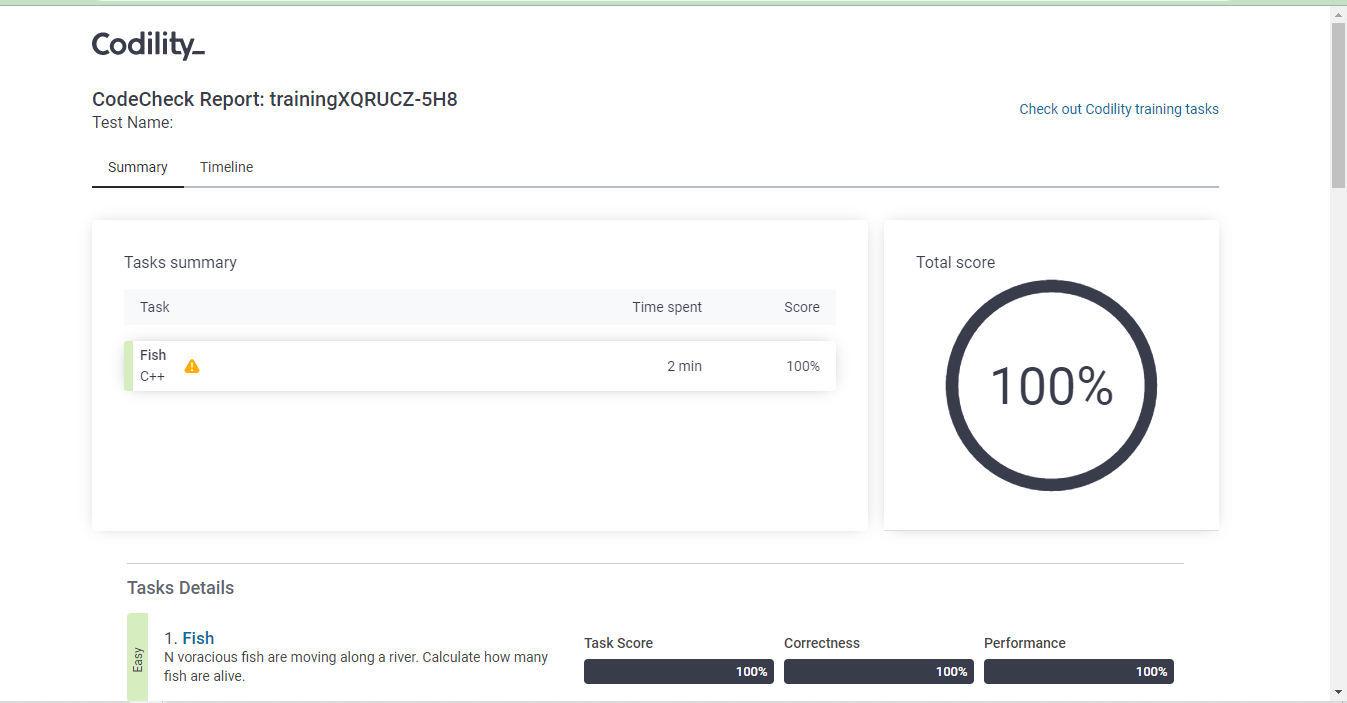 Codility_
CodeCheck Report: trainingXQRUCZ-5H8
Test Name:
Check out Codility training tasks
Summary Timeline
Tasks summary
Task Time spent Score
Fish
C++
2 min 100%
Total score
100%
Tasks Details
Easy
1. Fish
N voracious fish are moving along a river. Calculate how many
fish are alive.
Task Score Correctness Performance
100% 100% 100%